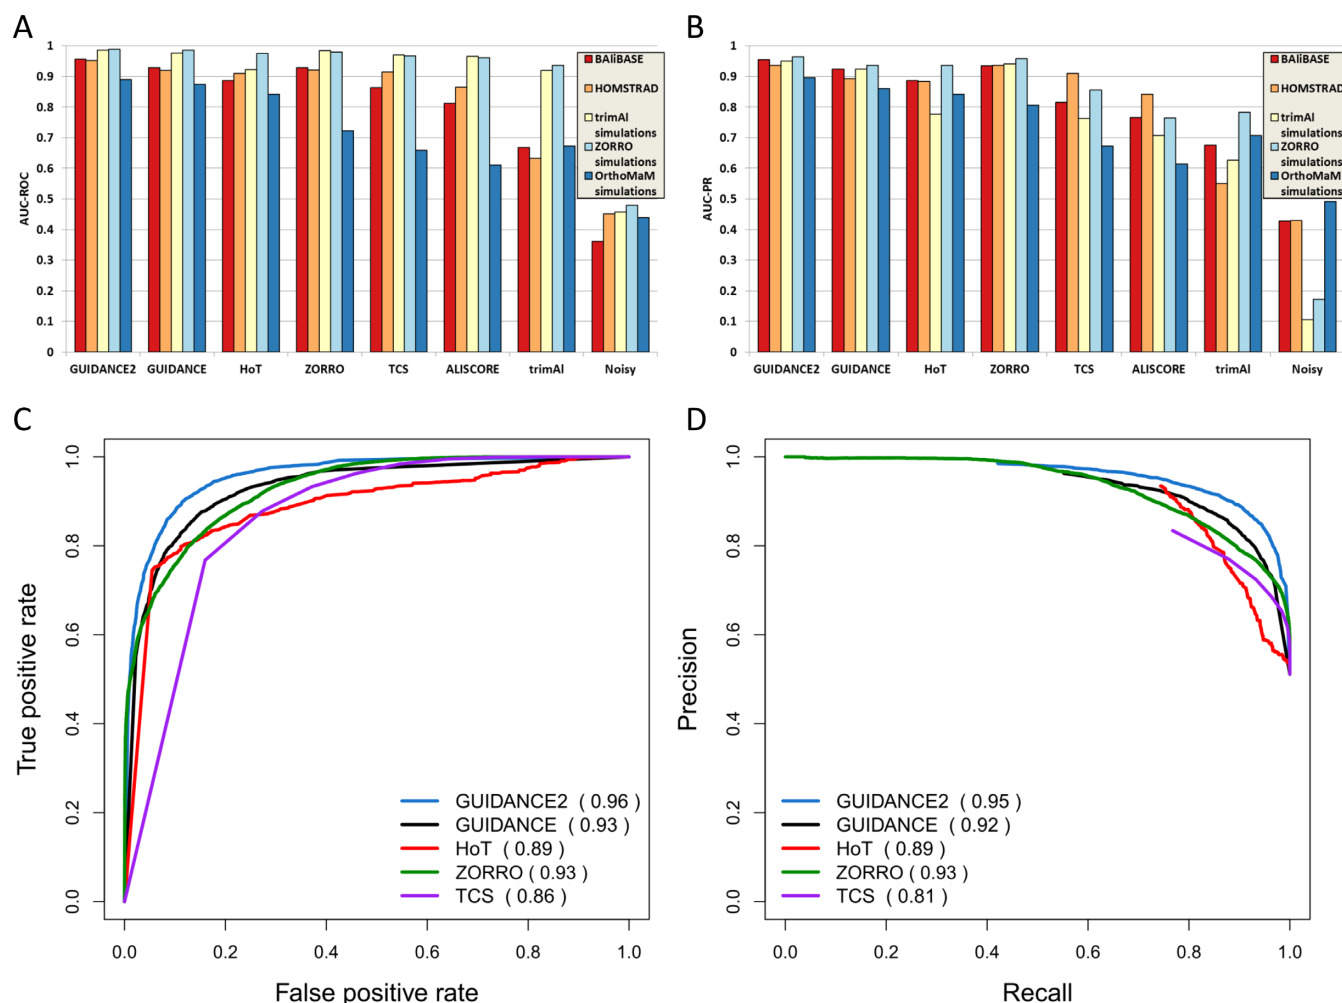 A
1
0.9
0.8
0.7
0.6
0.5
0.4
0.3
0.2
0.1
0
AUC-ROC
GUIDANCE2 GUIDANCE HoT ZORRO TCS ALISCORE trimAl Noisy
BAliBASE
HOMSTRAD
trimAl
simulations
ZORRO
simulations
OrthoMaM
simulations
B
1
0.9
0.8
0.7
0.6
0.5
0.4
0.3
0.2
0.1
0
AUC-PR
GUIDANCE2 GUIDANCE HoT ZORRO TCS ALISCORE trimAl Noisy
BAliBASE
HOMSTRAD
trimAl
simulations
ZORRO
simulations
OrthoMaM
simulations
C
True positive rate
1.0
0.8
0.6
0.4
0.2
0.0
GUIDANCE2 ( 0.96 )
GUIDANCE ( 0.93 )
HoT ( 0.89 )
ZORRO ( 0.93 )
TCS ( 0.86 )
0.0 0.2 0.4 0.6 0.8 1.0
False positive rate
D
Precision
1.0
0.8
0.6
0.4
0.2
0.0
GUIDANCE2 ( 0.95 )
GUIDANCE ( 0.92 )
HoT ( 0.89 )
ZORRO ( 0.93 )
TCS ( 0.81 )
0.0 0.2 0.4 0.6 0.8 1.0
Recall